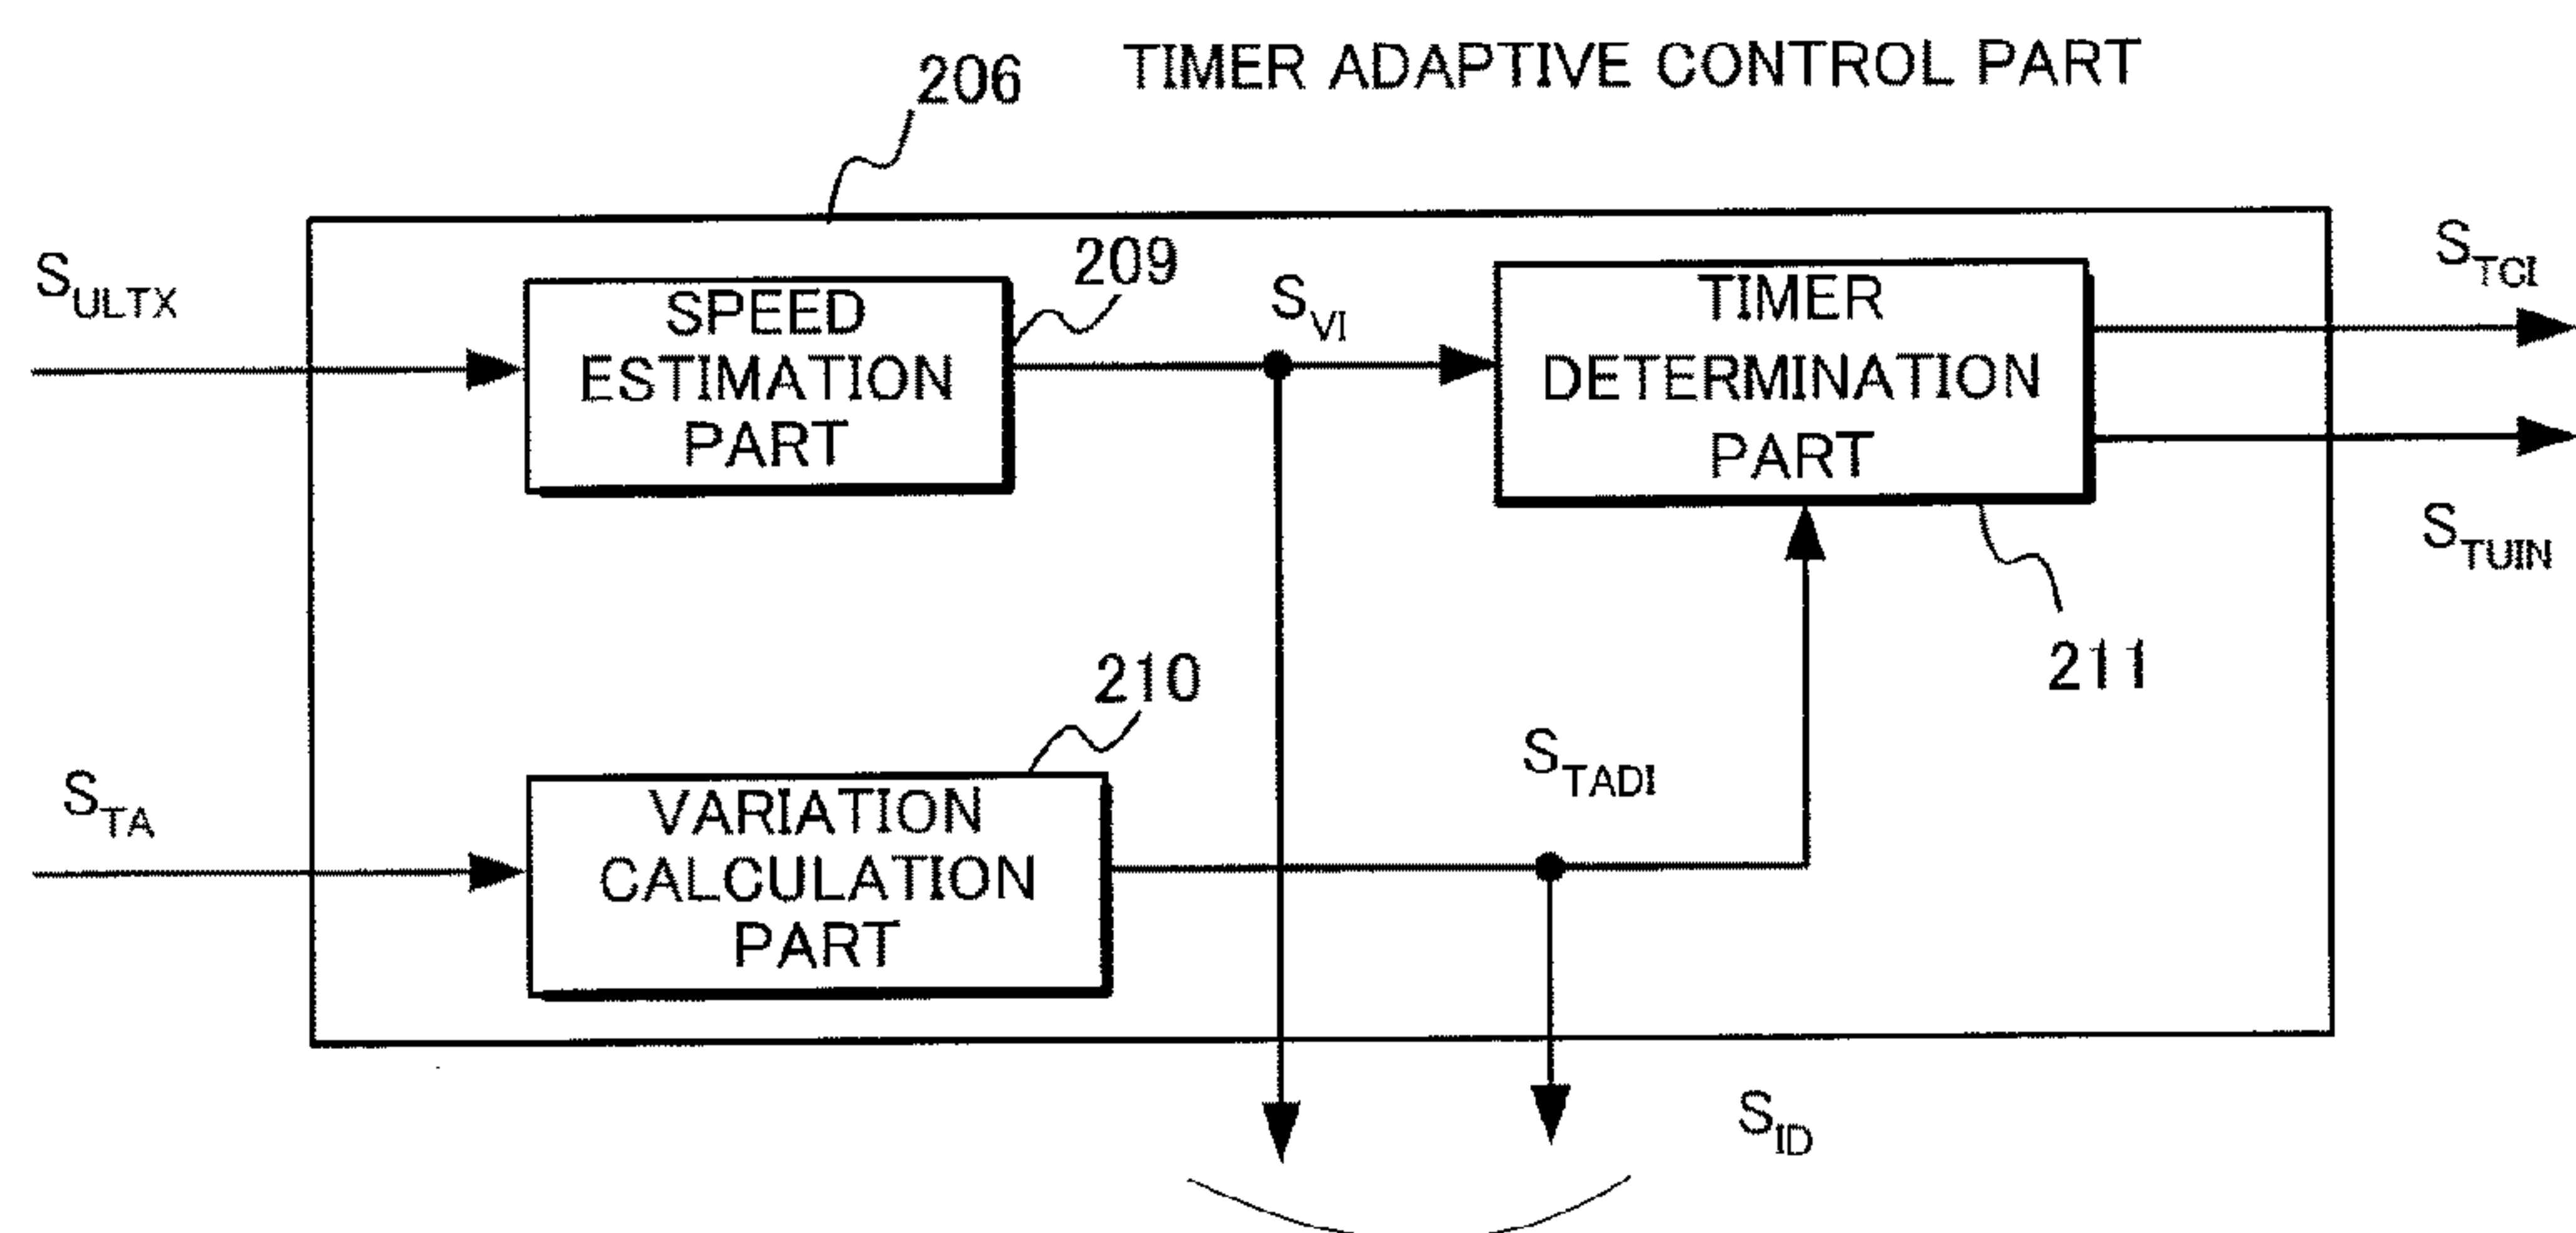 206 TIMER ADAPTIVE CONTROL PART
S_ULTX
209
SPEED
ESTIMATION
PART
S_VI
TIMER
DETERMINATION
PART
S_TCI
S_TUIN
211
S_TA
210
VARIATION
CALCULATION
PART
S_TADI
S_ID